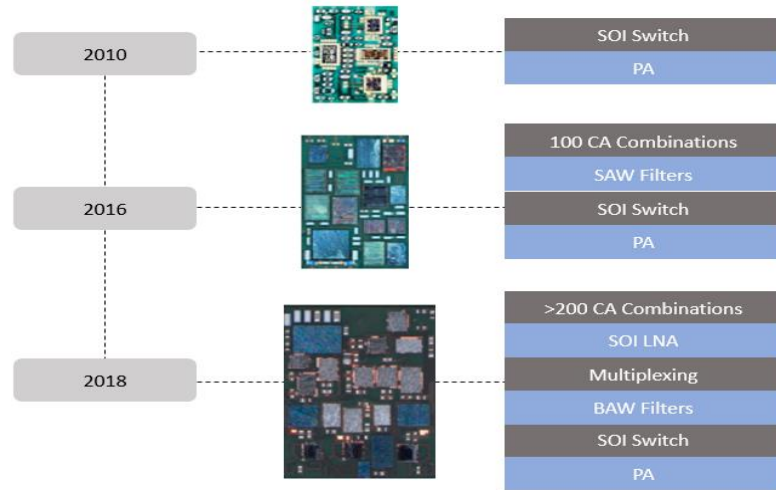 2010
SOI Switch
PA
2016
100 CA Combinations
SAW Filters
SOI Switch
PA
2018
>200 CA Combinations
SOI LNA
Multiplexing
BAW Filters
SOI Switch
PA